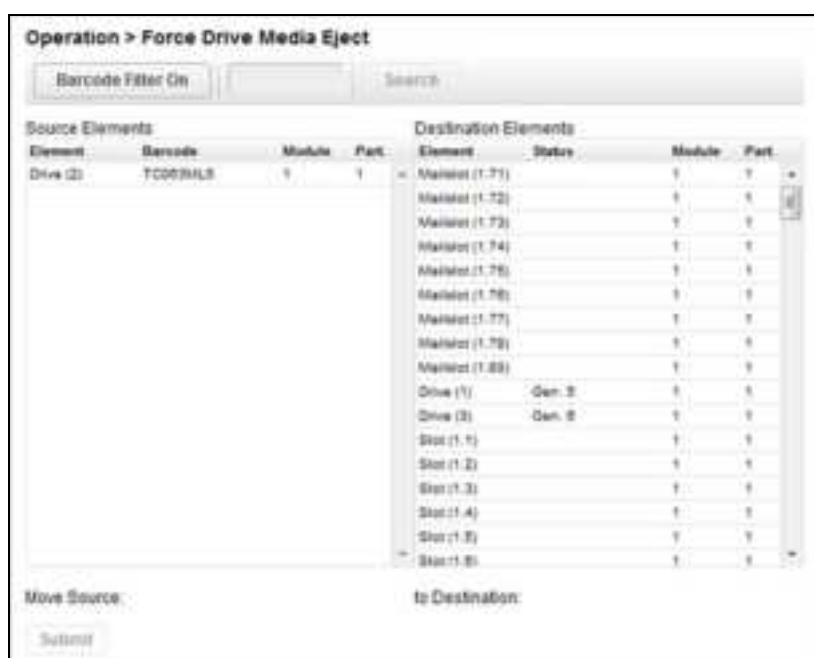 Operation > Force Drive Media Eject
Barcode Filter On Search
Source Elements
Element Barcode Module Part.
Drive (2) 1 1
Destination Elements
Element Status Module Part.
Mailslot (1.71) 1 1
Mailslot (1.72) 1 1
Mailslot (1.73) 1 1
Mailslot (1.74) 1 1
Mailslot (1.75) 1 1
Mailslot (1.76) 1 1
Mailslot (1.77) 1 1
Mailslot 1 1
Mailslot 1 1
Drive (1) Gen. 1 1
Drive (3) Gen. 1 1
Slot (1.1) 1 1
Slot (1.2) 1 1
Slot (1.3) 1 1
Slot (1.4) 1 1
Slot (1.5) 1 1
Slot (1.6) 1 1
Move Source: to Destination:
Submit